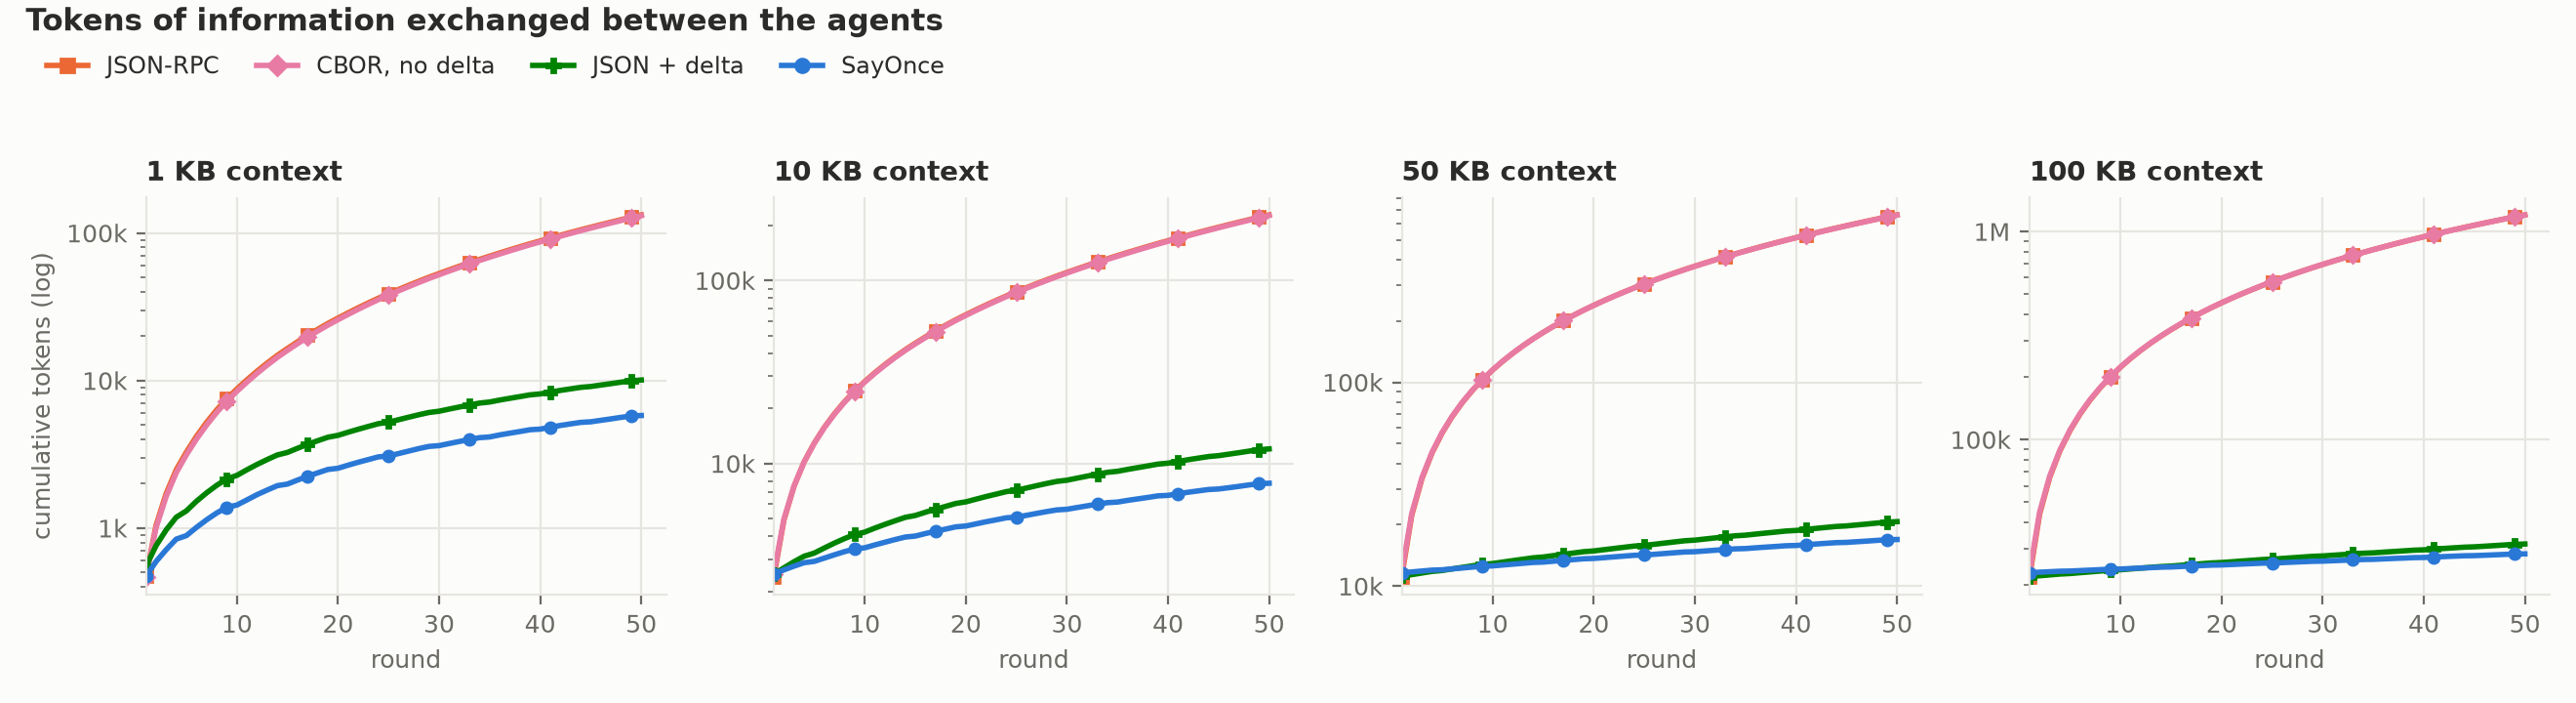 Tokens of information exchanged between the agents
JSON-RPC CBOR, no delta JSON + delta SayOnce
1 KB context
cumulative tokens (log)
100k
10k
1k
10 20 30 40 50
round
10 KB context
100k
10k
10 20 30 40 50
round
50 KB context
100k
10k
10 20 30 40 50
round
100 KB context
1M
100k
10 20 30 40 50
round